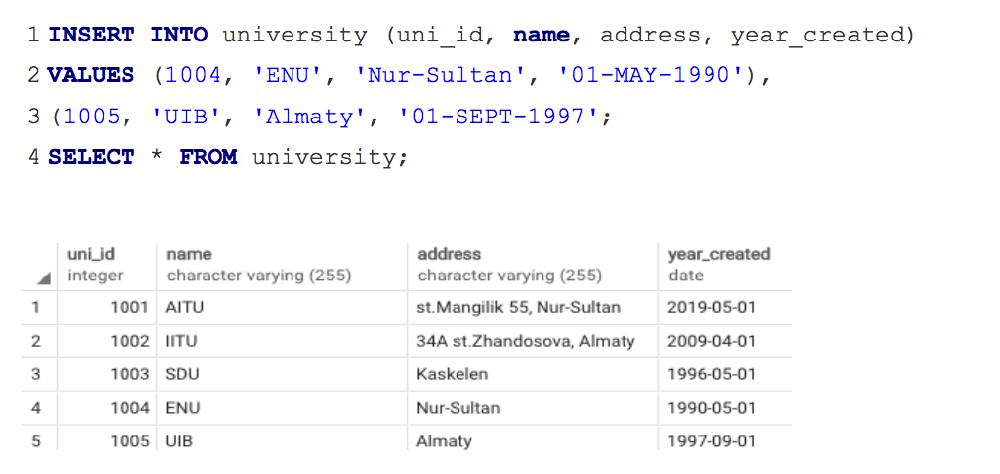 1 INSERT INTO university (uni_id, name, address, year_created)
2 VALUES (1004, 'ENU', 'Nur-Sultan', '01-MAY-1990'),
3 (1005, 'UIB', 'Almaty', '01-SEPT-1997';
4 SELECT * FROM university;
uni_id name address year_created
integer character varying (255) character varying (255) date
1 1001 AITU st.Mangilik 55, Nur-Sultan 2019-05-01
2 1002 IITU 34A st.Zhandosova, Almaty 2009-04-01
3 1003 SDU Kaskelen 1996-05-01
4 1004 ENU Nur-Sultan 1990-05-01
5 1005 UIB Almaty 1997-09-01